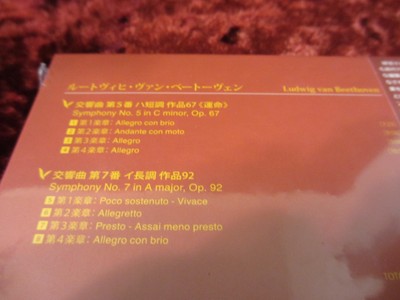 ルートヴィヒ・ヴァン・ベートーヴェン
Ludwig van Beethoven
交響曲 第5番 ハ短調 作品67《運命》
Symphony No. 5 in C minor, Op. 67
1 第1楽章: Allegro con brio
2 第2楽章: Andante con moto
3 第3楽章: Allegro
4 第4楽章: Allegro
交響曲 第7番 イ長調 作品92
Symphony No. 7 in A major, Op. 92
5 第1楽章: Poco sostenuto - Vivace
6 第2楽章: Allegretto
7 第3楽章: Presto - Assai meno presto
8 第4楽章: Allegro con brio